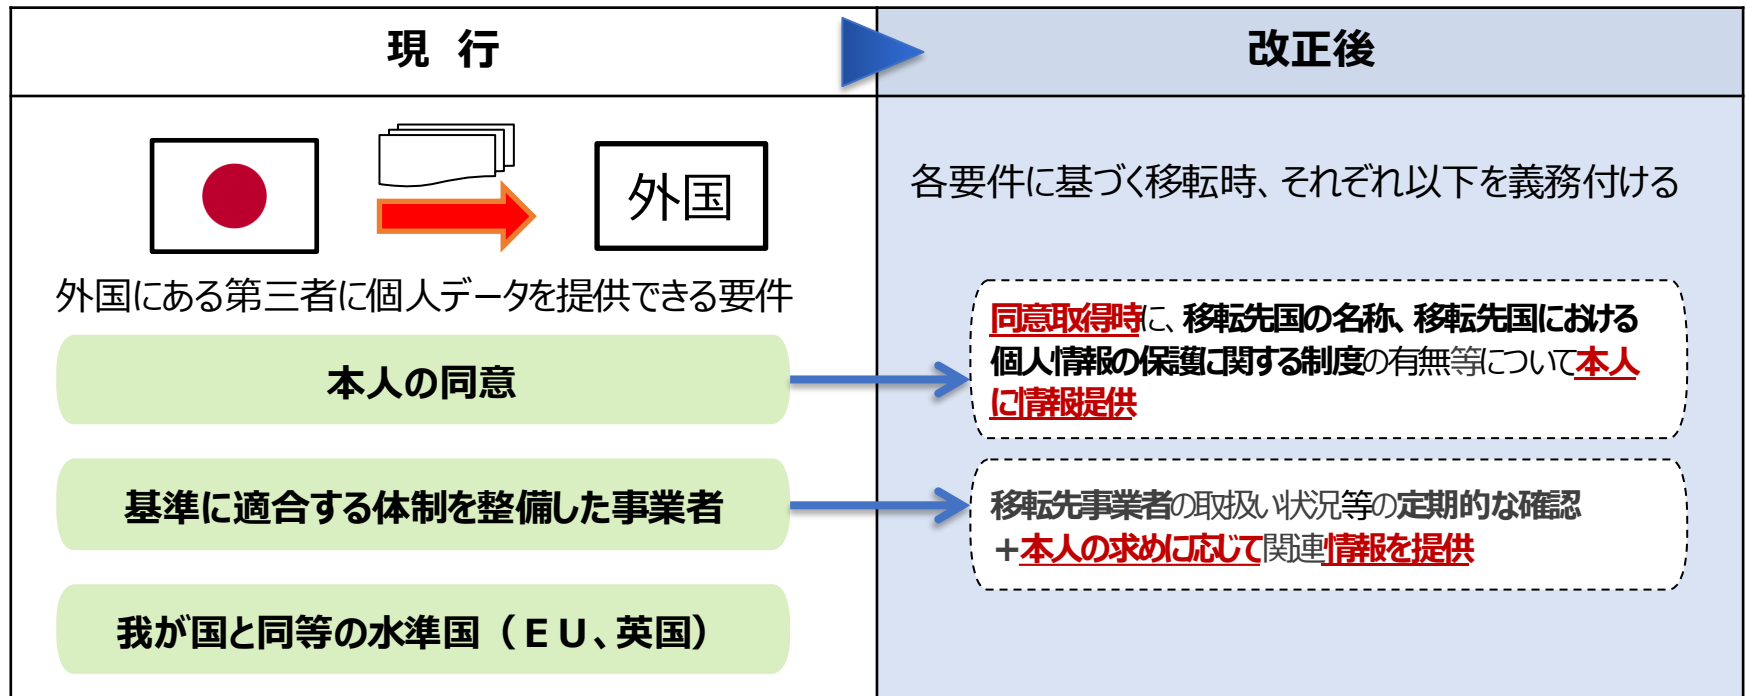 現 行
改正後
外国
外国にある第三者に個人データを提供できる要件
本人の同意
基準に適合する体制を整備した事業者
我が国と同等の水準国（ＥＵ、英国）
各要件に基づく移転時、それぞれ以下を義務付ける
同意取得時に、移転先国の名称、移転先国における
個人情報の保護に関する制度の有無等について本人
に情報提供
移転先事業者の取扱い状況等の定期的な確認
＋本人の求めに応じて関連情報を提供